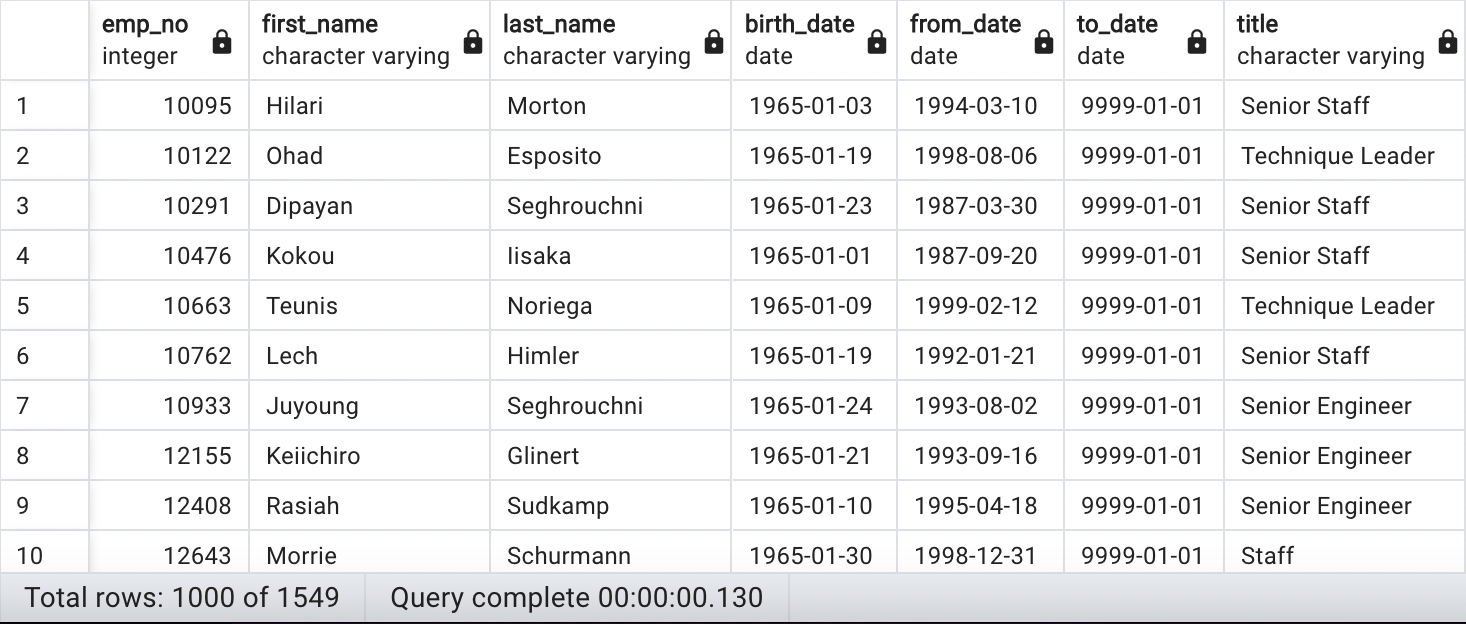 emp_no first_name last_name birth_date from_date to_date title
integer character varying character varying date date date character varying
1 10095 Hilari Morton 1965-01-03 1994-03-10 9999-01-01 Senior Staff
2 10122 Ohad Esposito 1965-01-19 1998-08-06 9999-01-01 Technique Leader
3 10291 Dipayan Seghrouchni 1965-01-23 1987-03-30 9999-01-01 Senior Staff
4 10476 Kokou Iisaka 1965-01-01 1987-09-20 9999-01-01 Senior Staff
5 10663 Teunis Noriega 1965-01-09 1999-02-12 9999-01-01 Technique Leader
6 10762 Lech Himler 1965-01-19 1992-01-21 9999-01-01 Senior Staff
7 10933 Juyoung Seghrouchni 1965-01-24 1993-08-02 9999-01-01 Senior Engineer
8 12155 Keiichiro Glinert 1965-01-21 1993-09-16 9999-01-01 Senior Engineer
9 12408 Rasiah Sudkamp 1965-01-10 1995-04-18 9999-01-01 Senior Engineer
10 12643 Morrie Schurmann 1965-01-30 1998-12-31 9999-01-01 Staff
Total rows: 1000 of 1549 Query complete 00:00:00.130